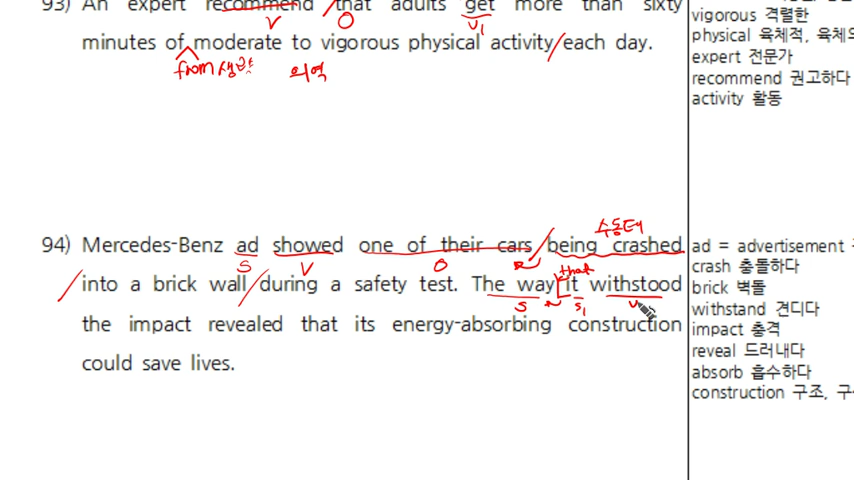 93) An expert recommend that adults get more than sixty
V O V1
minutes of moderate to vigorous physical activity each day.
from 생략 의역
vigorous 격렬한
physical 육체적, 육체의
expert 전문가
recommend 권고하다
activity 활동
수동태
94) Mercedes-Benz ad showed one of their cars being crashed
S V O
that
into a brick wall during a safety test. The way it withstood
S S1 V
the impact revealed that its energy-absorbing construction
could save lives.
ad = advertisement
crash 충돌하다
brick 벽돌
withstand 견디다
impact 충격
reveal 드러내다
absorb 흡수하다
construction 구조,